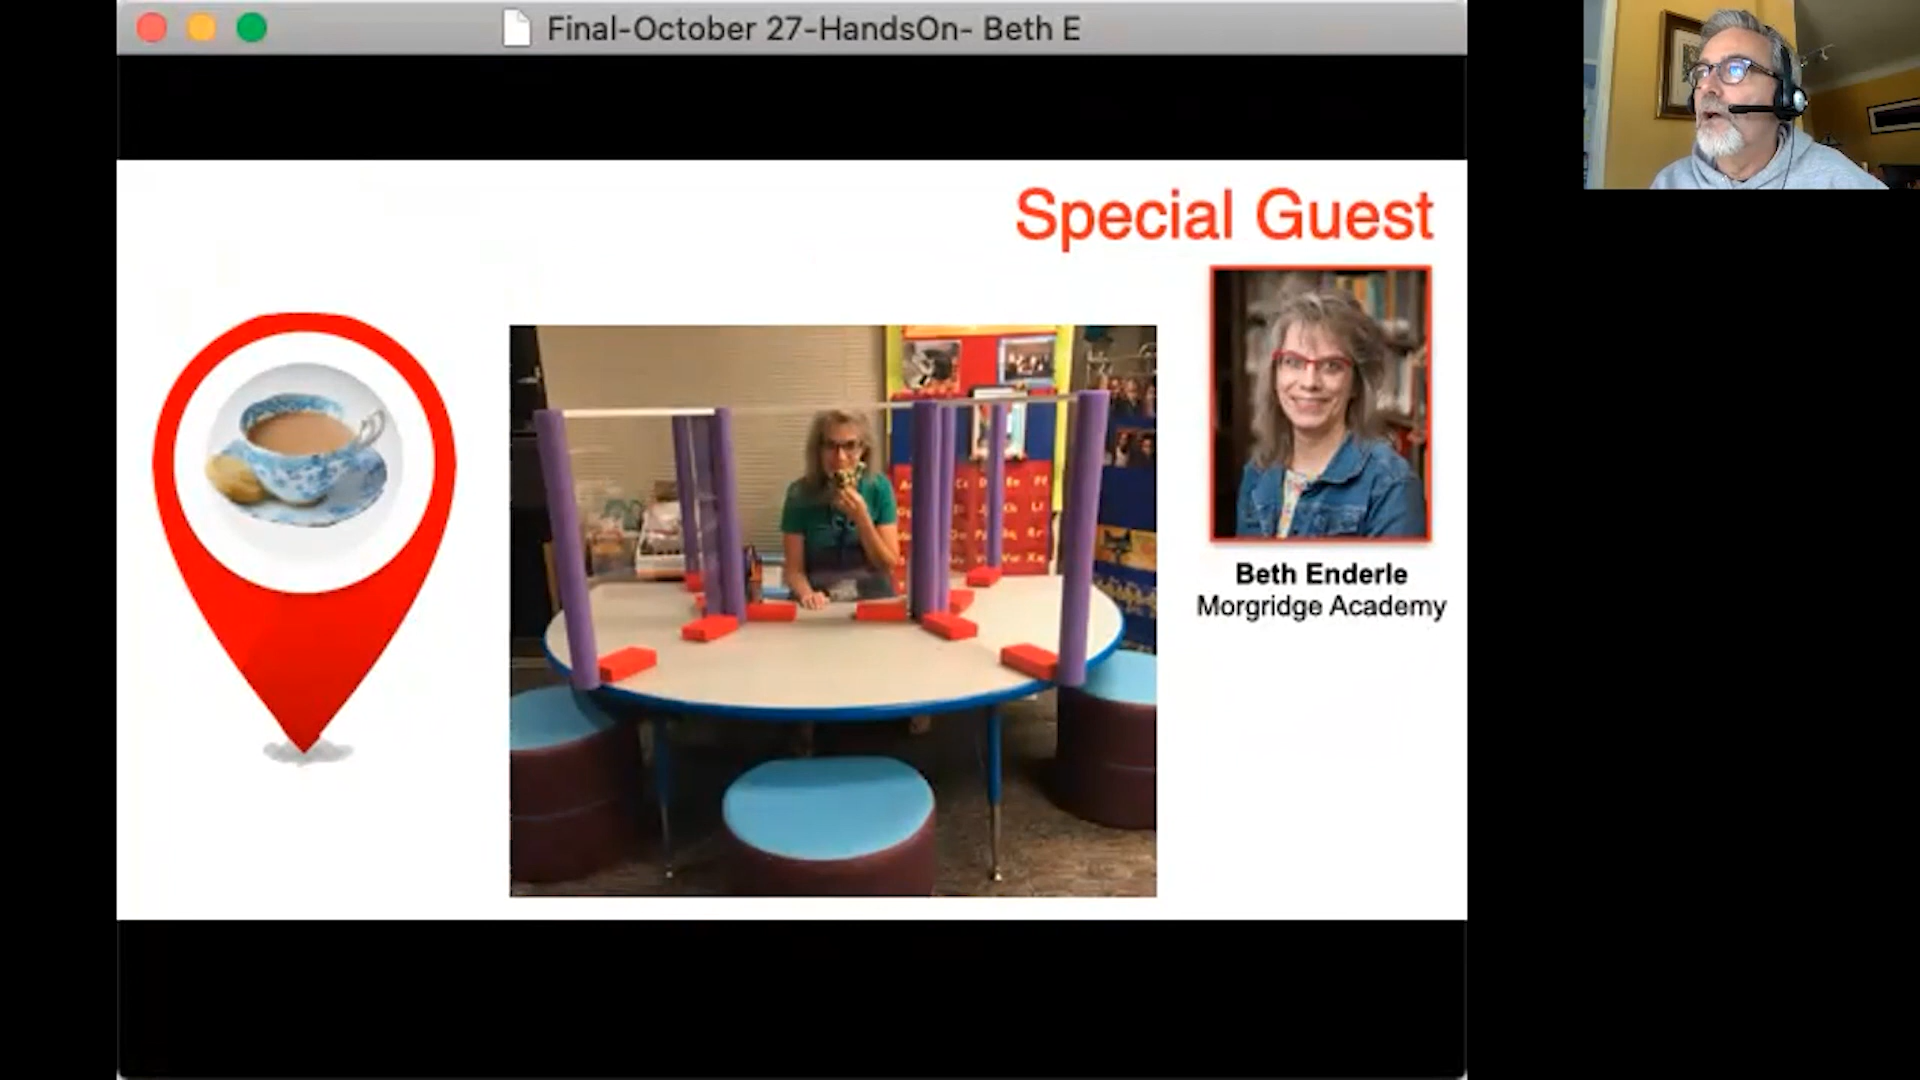 Final-October 27-HandsOn- Beth E
Special Guest
Beth Enderle
Morgridge Academy